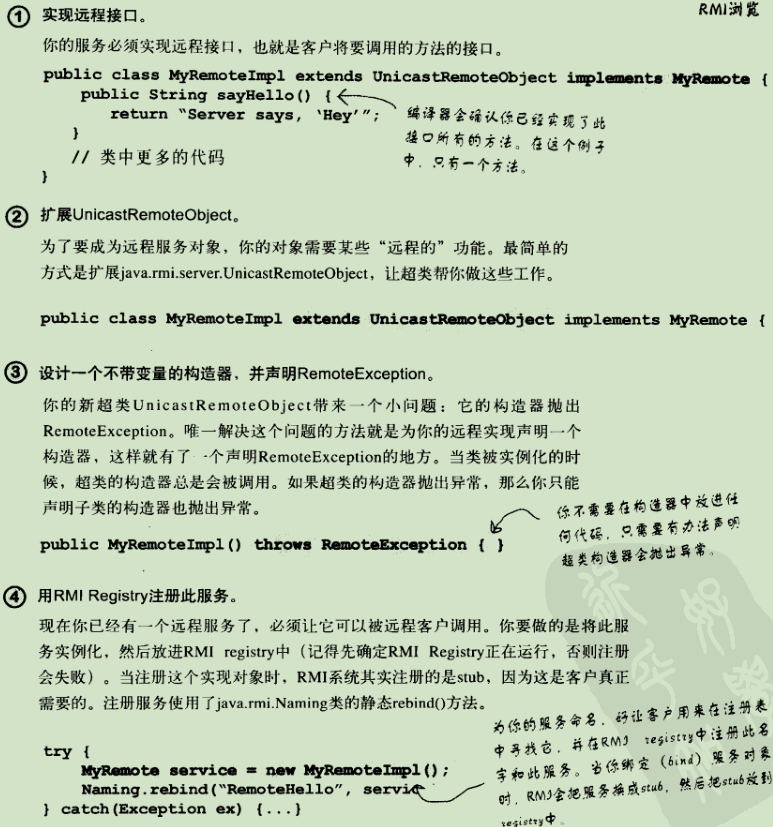 RMI浏览
① 实现远程接口。
你的服务必须实现远程接口，也就是客户将要调用的方法的接口。
public class MyRemoteImpl extends UnicastRemoteObject implements MyRemote {
public String sayHello() {
return “Server says, ‘Hey’”;
}
// 类中更多的代码
}
编译器会确认你已经实现了此
接口所有的方法。在这个例子
中，只有一个方法。
② 扩展UnicastRemoteObject。
为了要成为远程服务对象，你的对象需要某些“远程的”功能。最简单的
方式是扩展java.rmi.server.UnicastRemoteObject，让超类帮你做这些工作。
public class MyRemoteImpl extends UnicastRemoteObject implements MyRemote {
③ 设计一个不带变量的构造器，并声明RemoteException。
你的新超类UnicastRemoteObject带来一个小问题：它的构造器抛出
RemoteException。唯一解决这个问题的方法就是为你的远程实现声明一个
构造器，这样就有了一个声明RemoteException的地方。当类被实例化的时
候，超类的构造器总是会被调用。如果超类的构造器抛出异常，那么你只能
声明子类的构造器也抛出异常。
public MyRemoteImpl() throws RemoteException { }
你不需要在构造器中放进任
何代码，只需要有办法声明
超类构造器会抛出异常。
④ 用RMI Registry注册此服务。
现在你已经有一个远程服务了，必须让它可以被远程客户调用。你要做的是将此服
务实例化，然后放进RMI registry中（记得先确定RMI Registry正在运行，否则注册
会失败）。当注册这个实现对象时，RMI系统其实注册的是stub，因为这是客户真正
需要的。注册服务使用了java.rmi.Naming类的静态rebind()方法。
try {
MyRemote service = new MyRemoteImpl();
Naming.rebind(“RemoteHello”, servic
} catch(Exception ex) {...}
为你的服务命名，好让客户用来在注册表
中寻找它，并在RMI registry中注册此名
字和此服务。当你绑定（bind）服务对象
时，RMI会把服务换成stub，然后把stub放到
registry中。